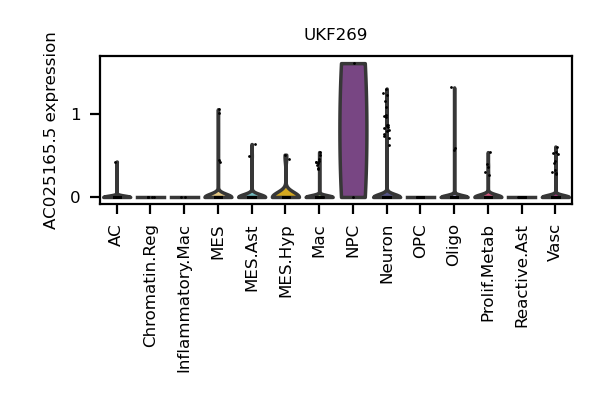 UKF269
AC025165.5 expression
1
0
AC
Chromatin.Reg
Inflammatory.Mac
MES
MES.Ast
MES.Hyp
Mac
NPC
Neuron
OPC
Oligo
Prolif.Metab
Reactive.Ast
Vasc